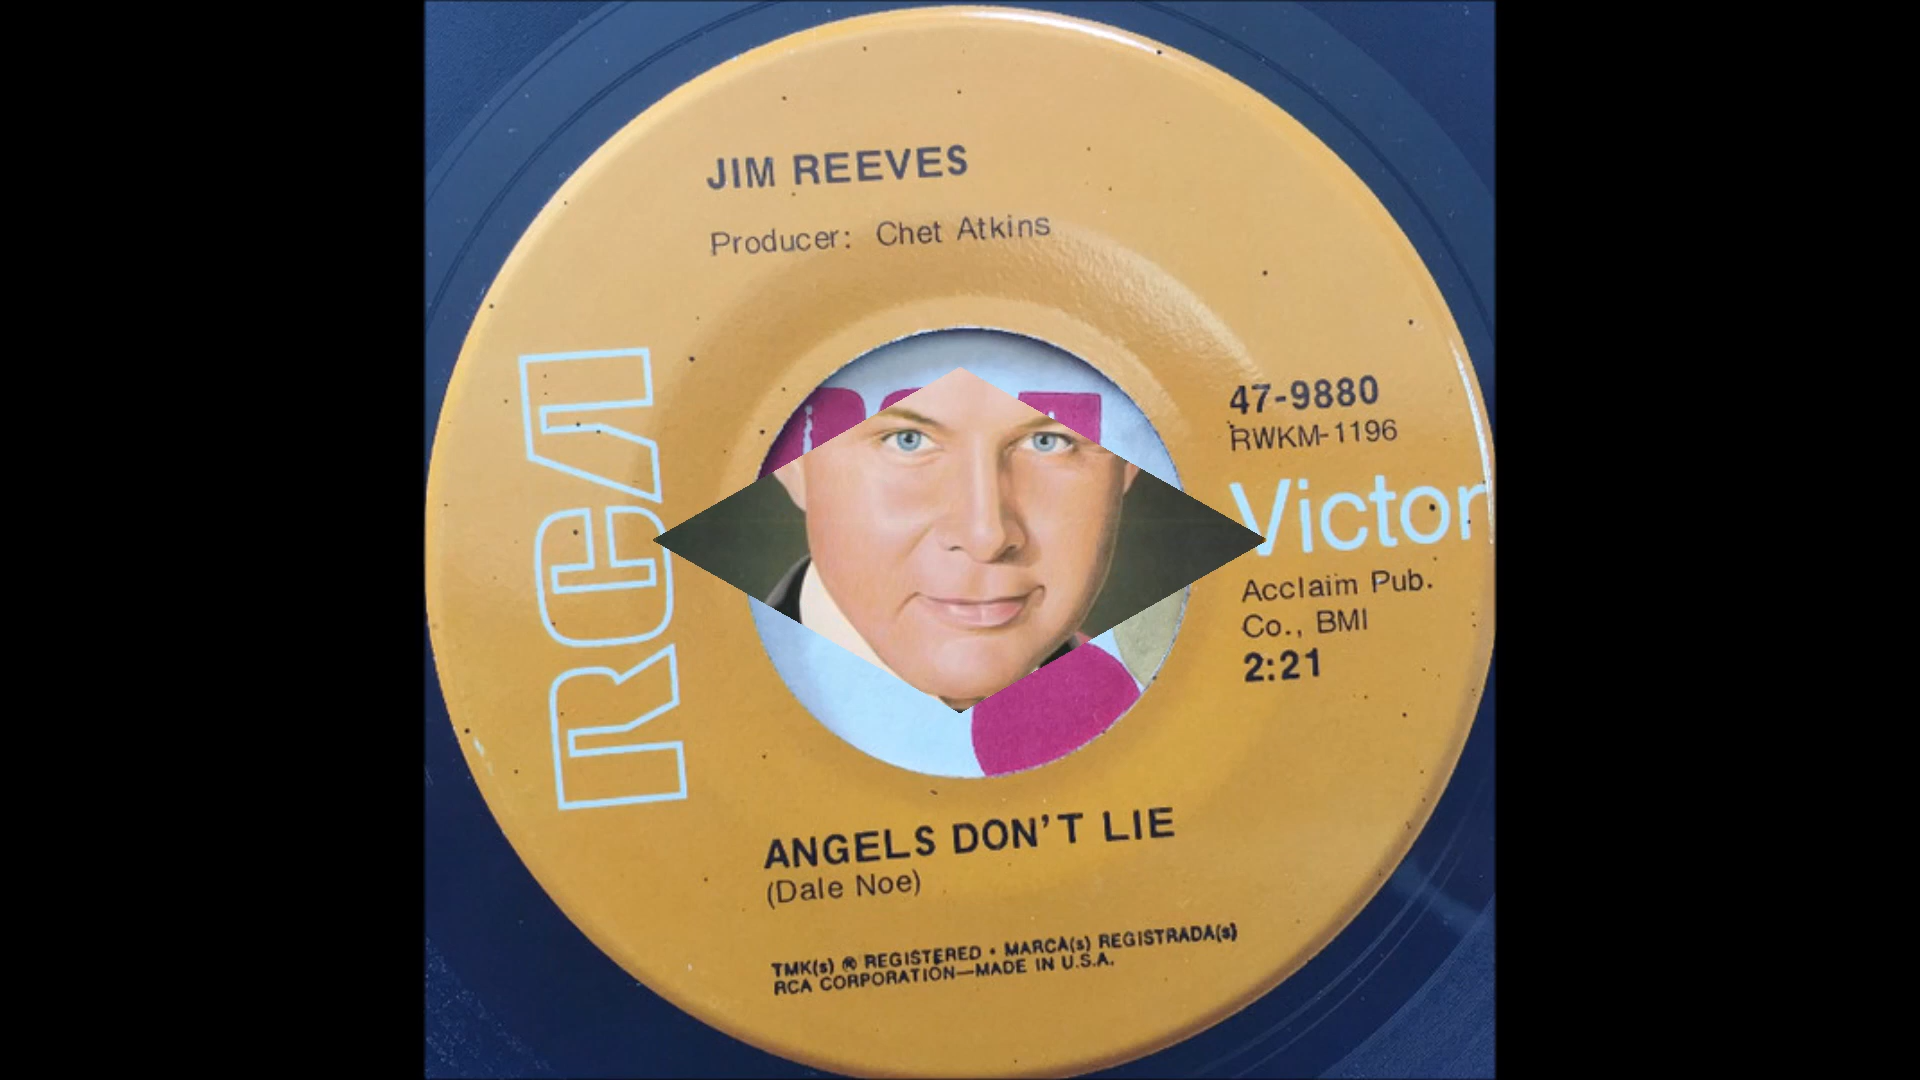 JIM REEVES
Producer: Chet Atkins
RCA
47-9880
RWKM-1196
Victor
Acclaim Pub.
Co., BMI
2:21
ANGELS DON'T LIE
(Dale Noe)
TMK(s) ® REGISTERED • MARCA(s) REGISTRADA(s)
RCA CORPORATION—MADE IN U.S.A.